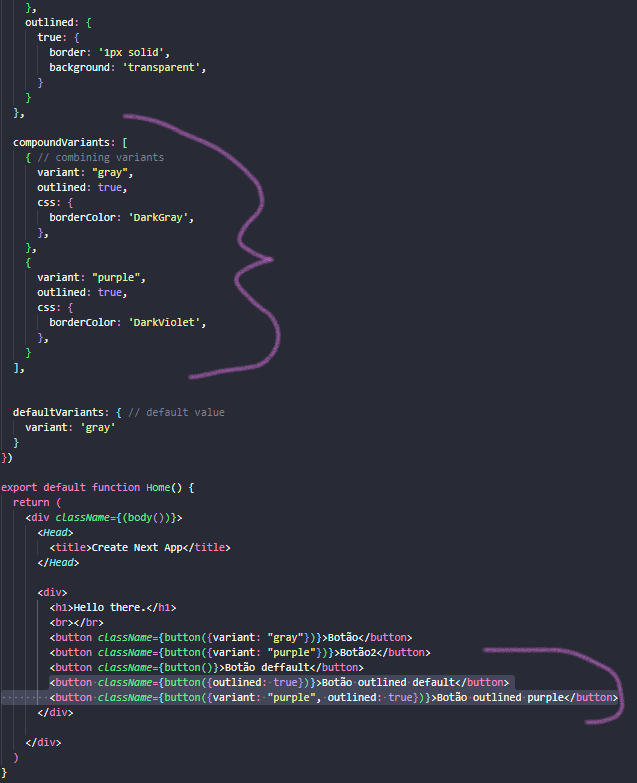 },
outlined: {
true: {
border: '1px solid',
background: 'transparent',
}
}
},
compoundVariants: [
{ // combining variants
variant: "gray",
outlined: true,
css: {
borderColor: 'DarkGray',
},
},
{
variant: "purple",
outlined: true,
css: {
borderColor: 'DarkViolet',
},
}
],
defaultVariants: { // default value
variant: 'gray'
}
})
export default function Home() {
return (
<div className={(body())}>
<Head>
<title>Create Next App</title>
</Head>
<div>
<h1>Hello there.</h1>
<br></br>
<button className={button({variant: "gray"})}>Botão</button>
<button className={button({variant: "purple"})}>Botão2</button>
<button className={button()}>Botão deffault</button>
<button className={button({outlined: true})}>Botão outlined default</button>
<button className={button({variant: "purple", outlined: true})}>Botão outlined purple</button>
</div>
</div>
)
}